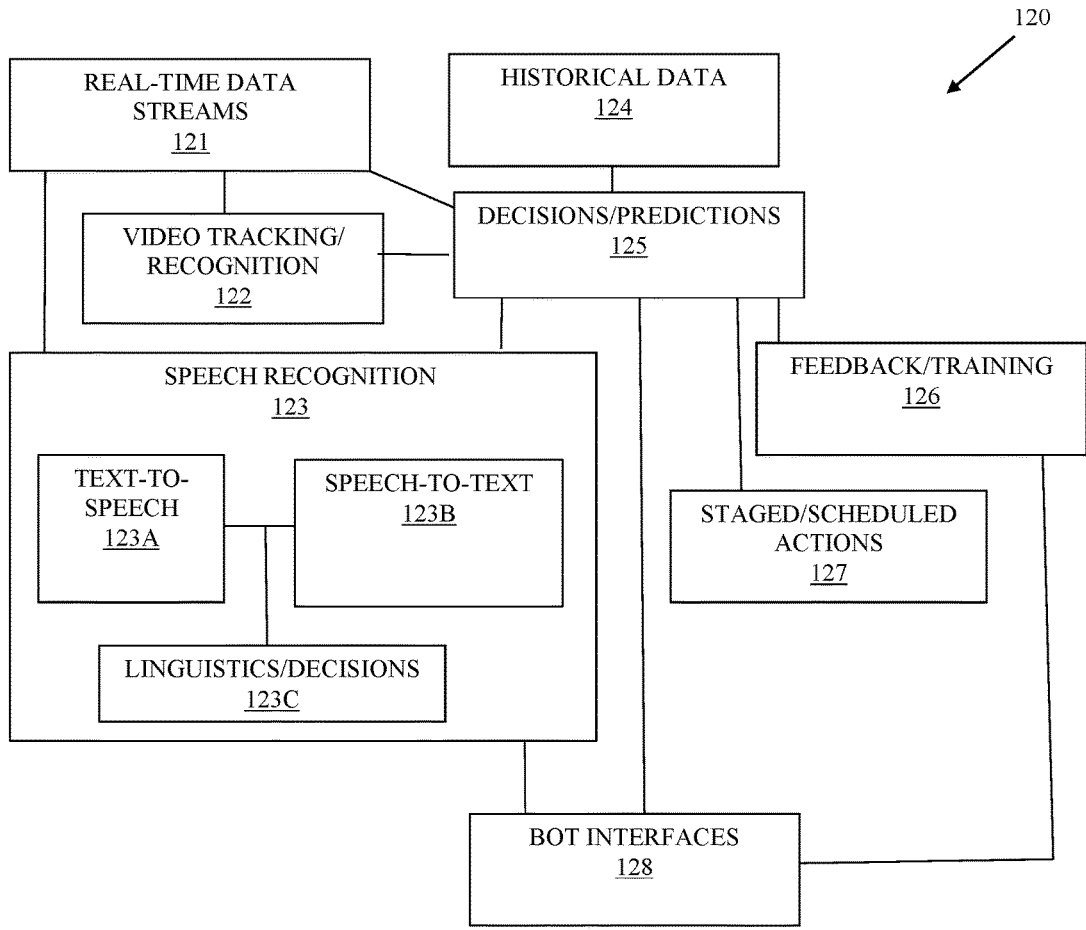 120
REAL-TIME DATA
STREAMS
121
HISTORICAL DATA
124
VIDEO TRACKING/
RECOGNITION
122
DECISIONS/PREDICTIONS
125
SPEECH RECOGNITION
123
TEXT-TO-
SPEECH
123A
SPEECH-TO-TEXT
123B
LINGUISTICS/DECISIONS
123C
FEEDBACK/TRAINING
126
STAGED/SCHEDULED
ACTIONS
127
BOT INTERFACES
128